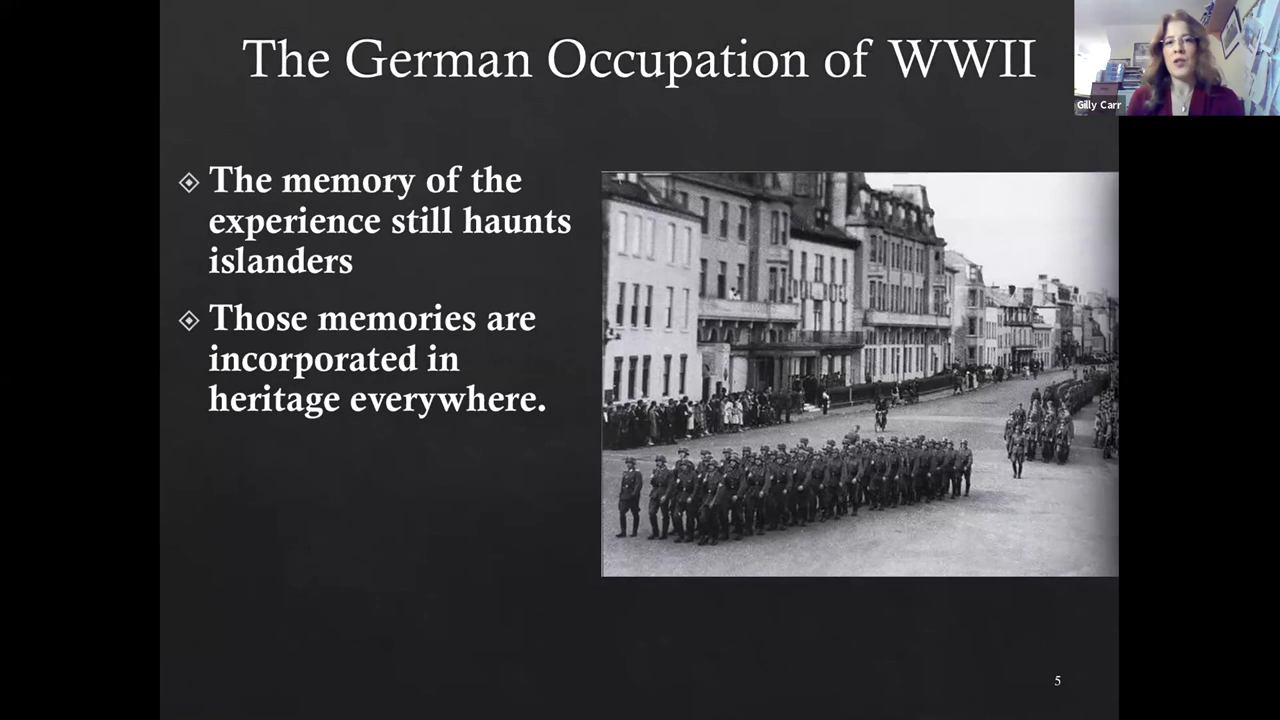 The German Occupation of WWII
Gilly Carr
The memory of the
experience still haunts
islanders
Those memories are
incorporated in
heritage everywhere.
5